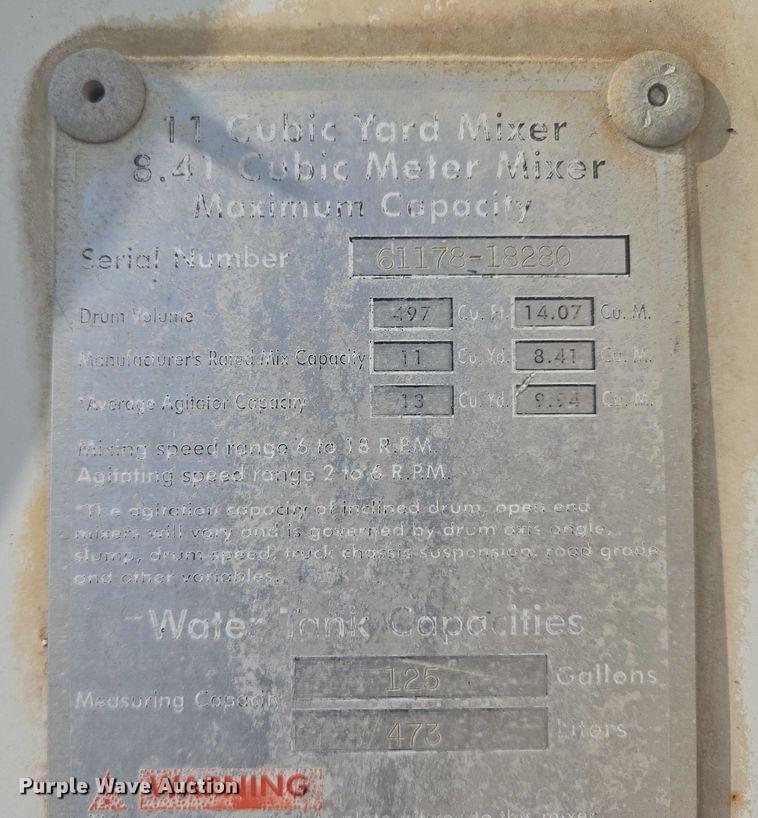 11 Cubic Yard Mixer
8.41 Cubic Meter Mixer
Maximum Capacity
Serial Number 61178-18280
Drum Volume 497 Cu. Ft. 14.07 Cu. M.
Manufacturer's Rated Mix Capacity 11 Cu. Yd. 8.41 Cu. M.
*Average Agitator Capacity 13 Cu. Yd. 9.94 Cu. M.
Mixing speed range 6 to 18 R.P.M.
Agitating speed range 2 to 6 R.P.M.
*The agitation capacity of inclined drum, open end
mixers will vary and is governed by drum axis angle,
slump, drum speed, truck chassis suspension, road grade
and other variables.
Water Tank Capacities
Measuring Capacity 125 Gallons
473 Liters
WARNING
Purple Wave Auction
this mixer